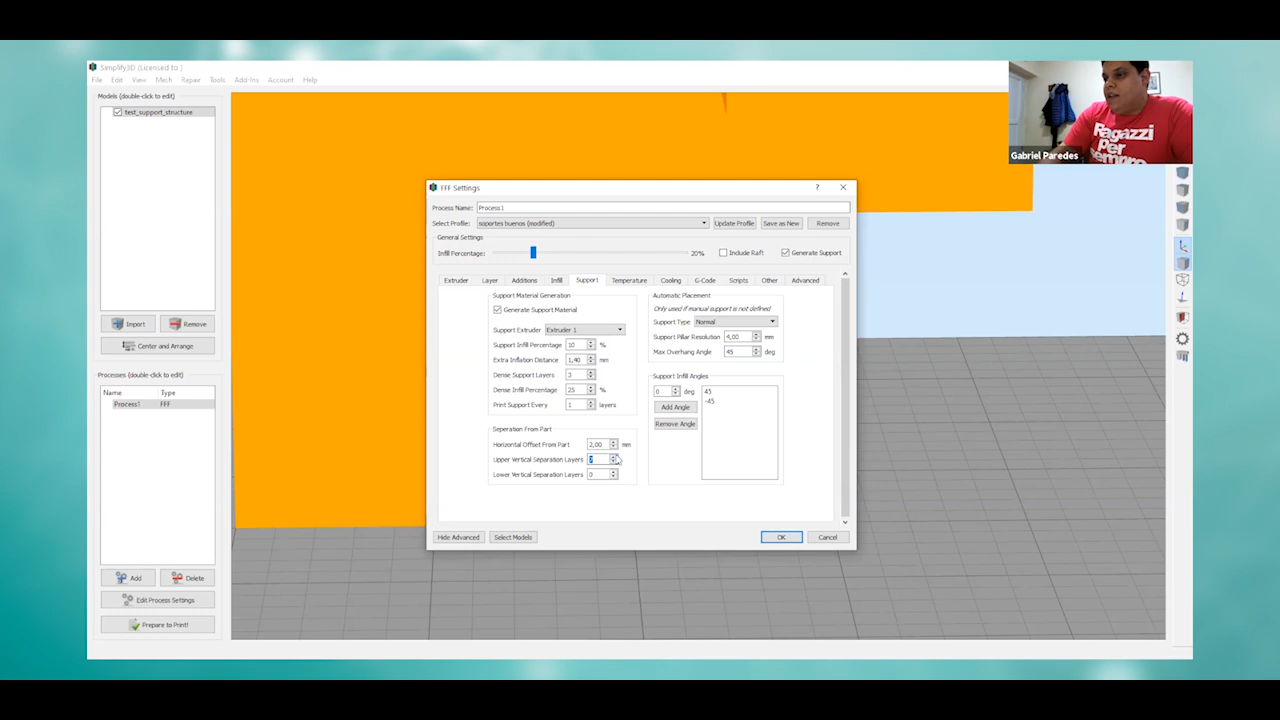 Simplify3D (Licensed to )
File Edit View Mesh Repair Tools Add-Ins Account Help
Models (double-click to edit)
test_support_structure
Import Remove
Center and Arrange
Processes (double-click to edit)
Name Type
Process1 FFF
Add Delete
Edit Process Settings
Prepare to Print!
Ragazzi
Per
sempre
Gabriel Paredes
FFF Settings
Process Name: Process1
Select Profile: soportes buenos (modified) Update Profile Save as New Remove
General Settings
Infill Percentage: 20% Include Raft Generate Support
Extruder Layer Additions Infill Support Temperature Cooling G-Code Scripts Other Advanced
Support Material Generation
Generate Support Material
Support Extruder Extruder 1
Support Infill Percentage 10 %
Extra Inflation Distance 1,40 mm
Dense Support Layers 3
Dense Infill Percentage 25 %
Print Support Every 1 layers
Seperation From Part
Horizontal Offset From Part 2,00 mm
Upper Vertical Separation Layers
Lower Vertical Separation Layers 0
Automatic Placement
Only used if manual support is not defined
Support Type Normal
Support Pillar Resolution 4,00 mm
Max Overhang Angle 45 deg
Support Infill Angles
0 deg 45
-45
Add Angle
Remove Angle
Hide Advanced Select Models OK Cancel